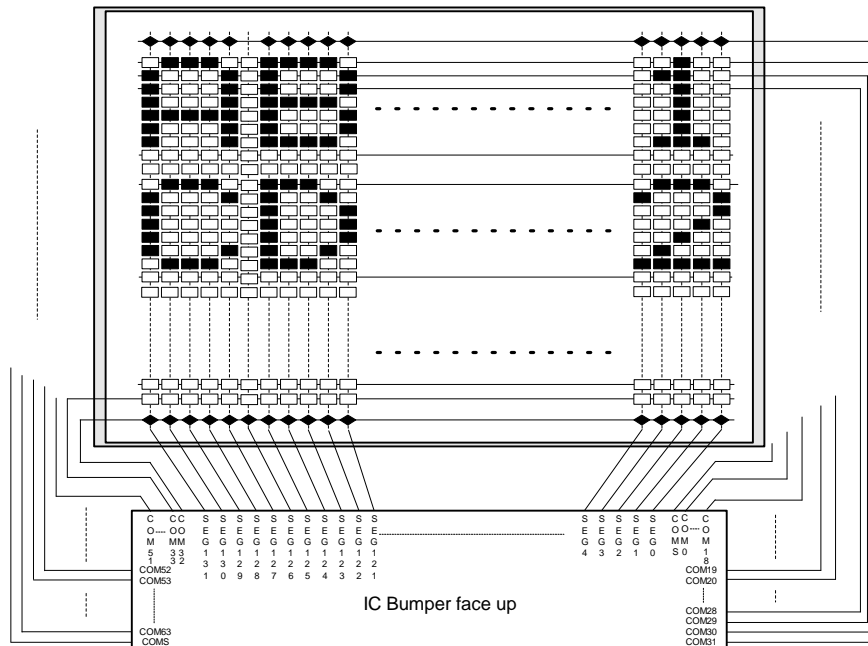 COM51
COM33
COM32
SEG131
SEG130
SEG129
SEG128
SEG127
SEG126
SEG125
SEG124
SEG123
SEG122
SEG121
SEG4
SEG3
SEG2
SEG1
SEG0
COMS
COM0
COM18
COM52
COM53
COM63
COMS
IC Bumper face up
COM19
COM20
COM28
COM29
COM30
COM31